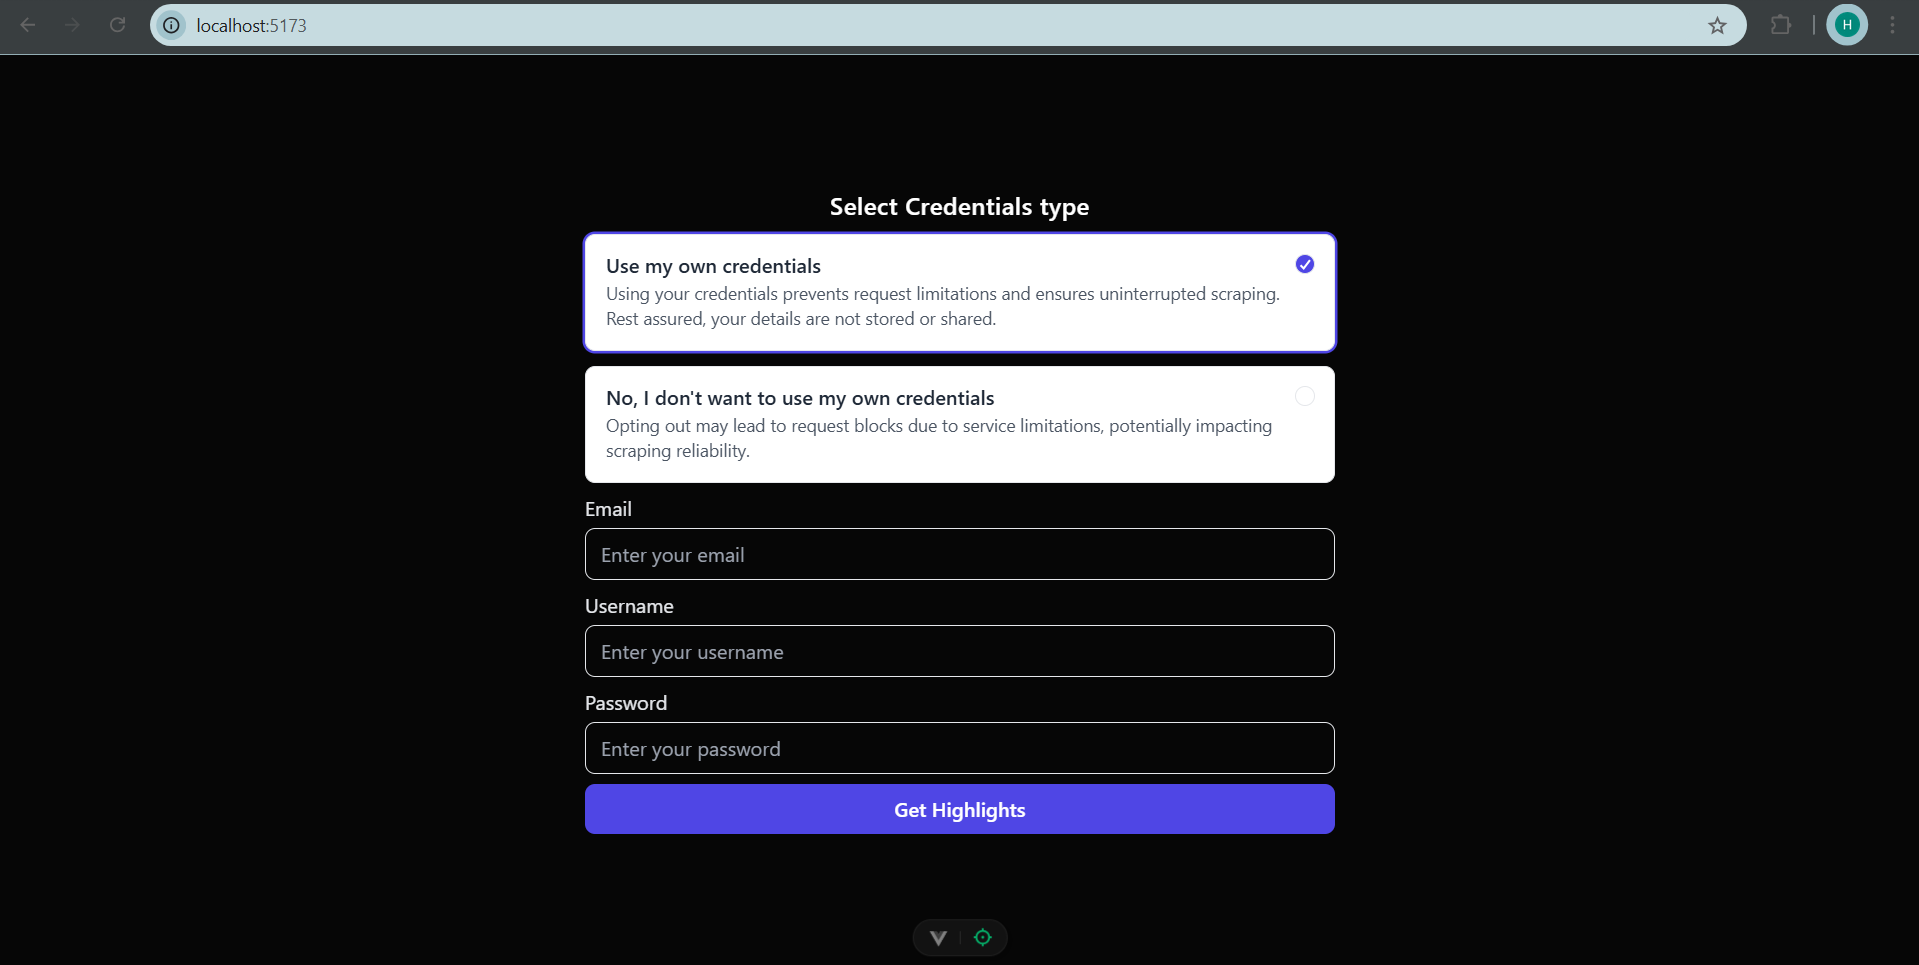 localhost:5173
H
Select Credentials type
Use my own credentials
Using your credentials prevents request limitations and ensures uninterrupted scraping.
Rest assured, your details are not stored or shared.
No, I don't want to use my own credentials
Opting out may lead to request blocks due to service limitations, potentially impacting
scraping reliability.
Email
Enter your email
Username
Enter your username
Password
Enter your password
Get Highlights